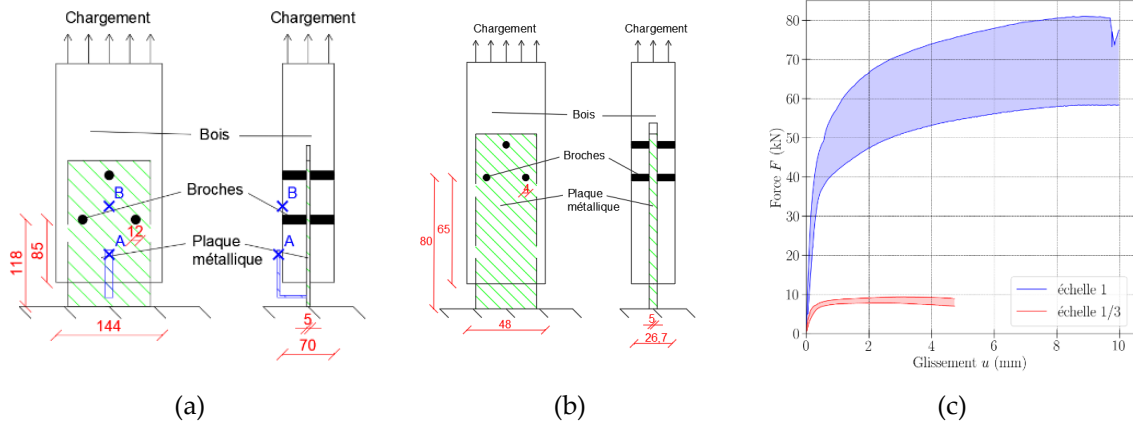 Chargement
Chargement
Bois
Broches
Plaque
métallique
B
A
B
A
12
118
85
144
5
70
(a)
Chargement
Chargement
Bois
Broches
Plaque
métallique
4
80
65
48
5
26,7
(b)
Force F (kN)
80
70
60
50
40
30
20
10
0
0
2
4
6
8
10
Glissement u (mm)
échelle 1
échelle 1/3
(c)